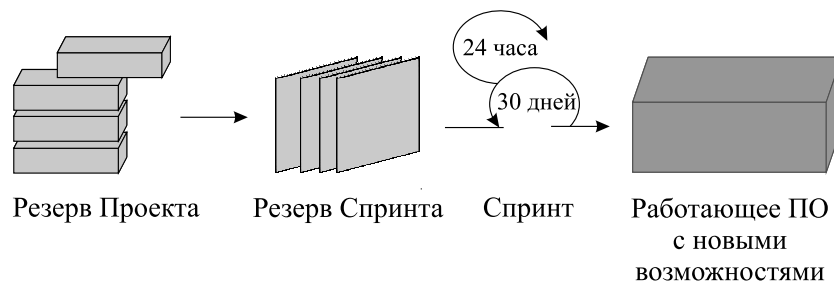 24 часа
30 дней
Резерв Проекта
Резерв Спринта
Спринт
Работающее ПО
с новыми
возможностями